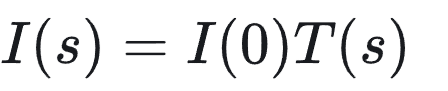 I(s) = I(0)T(s)